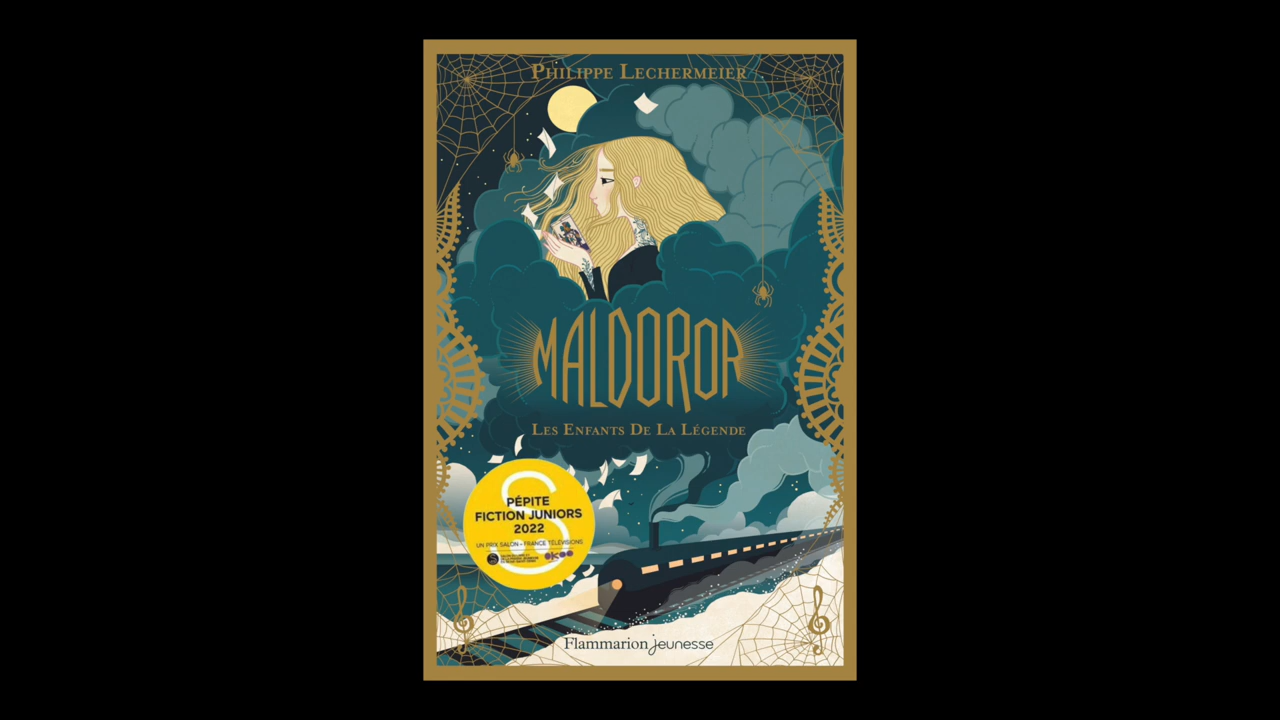 PHILIPPE LECHERMEIER
MALDOROR
LES ENFANTS DE LA LÉGENDE
S
PÉPITE
FICTION JUNIORS
2022
UN PRIX SALON - FRANCE TÉLÉVISIONS
okoo
Flammarion jeunesse